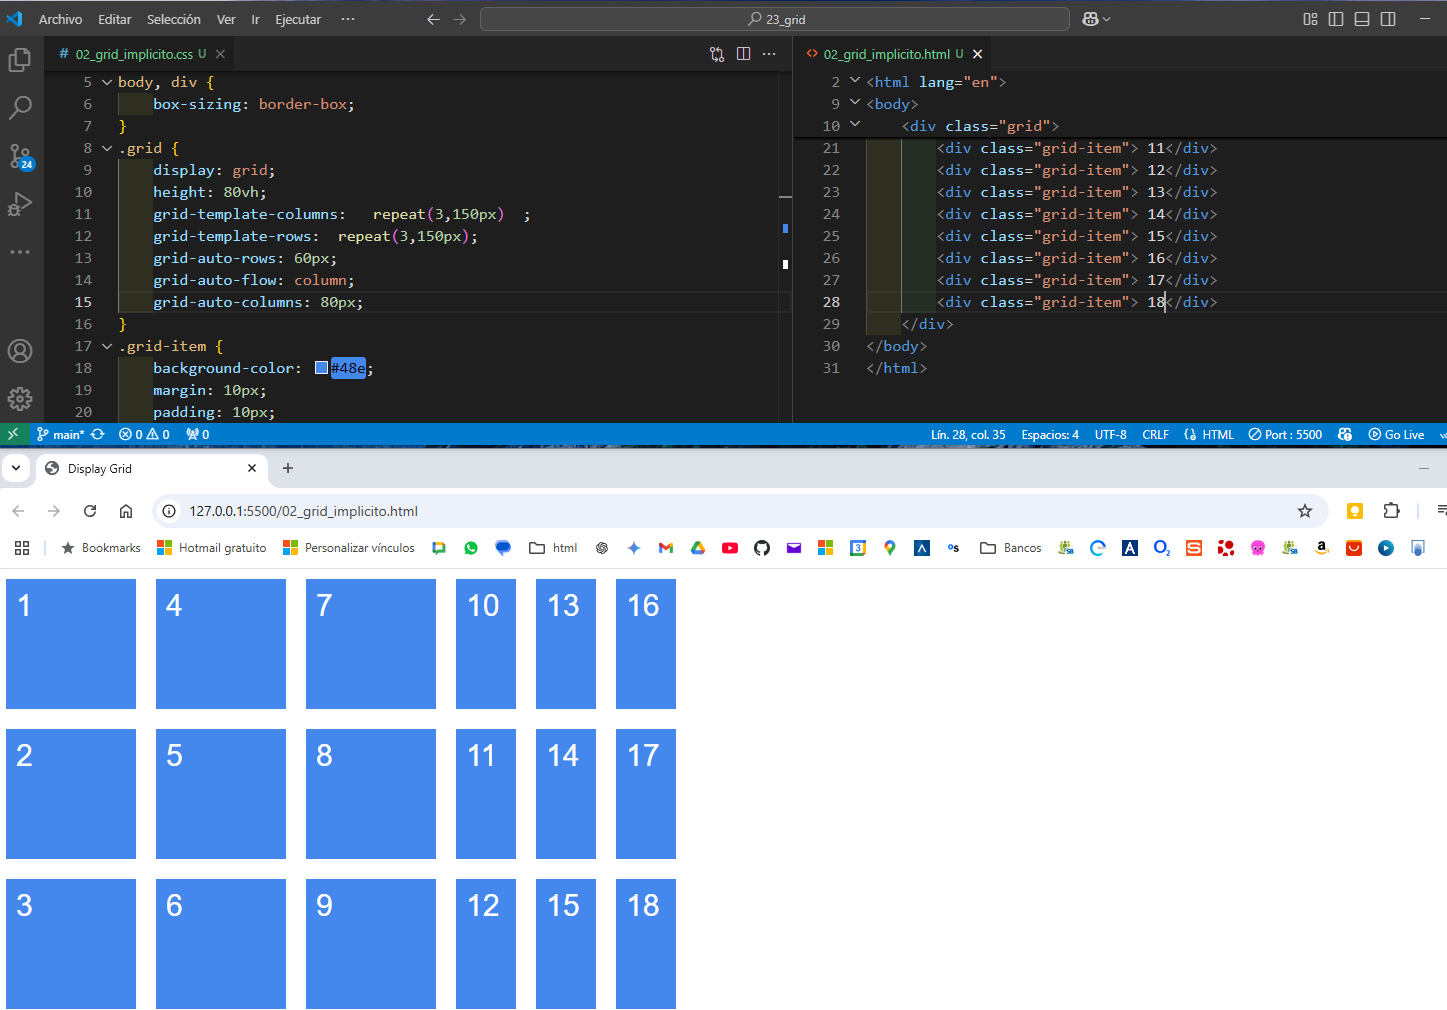 Archivo Editar Selección Ver Ir Ejecutar ··· 23_grid
# 02_grid_implicito.css U
5 body, div {
6 box-sizing: border-box;
7 }
8 .grid {
9 display: grid;
10 height: 80vh;
11 grid-template-columns:   repeat(3,150px)  ;
12 grid-template-rows:  repeat(3,150px);
13 grid-auto-rows: 60px;
14 grid-auto-flow: column;
15 grid-auto-columns: 80px;
16 }
17 .grid-item {
18 background-color: #48e;
19 margin: 10px;
20 padding: 10px;
<> 02_grid_implicito.html U
2 <html lang="en">
9 <body>
10 <div class="grid">
21 <div class="grid-item"> 11</div>
22 <div class="grid-item"> 12</div>
23 <div class="grid-item"> 13</div>
24 <div class="grid-item"> 14</div>
25 <div class="grid-item"> 15</div>
26 <div class="grid-item"> 16</div>
27 <div class="grid-item"> 17</div>
28 <div class="grid-item"> 18</div>
29 </div>
30 </body>
31 </html>
24
main* 0 0 0 Lín. 28, col. 35 Espacios: 4 UTF-8 CRLF HTML Port : 5500 Go Live
Display Grid
127.0.0.1:5500/02_grid_implicito.html
Bookmarks Hotmail gratuito Personalizar vínculos html Bancos
1 4 7 10 13 16
2 5 8 11 14 17
3 6 9 12 15 18